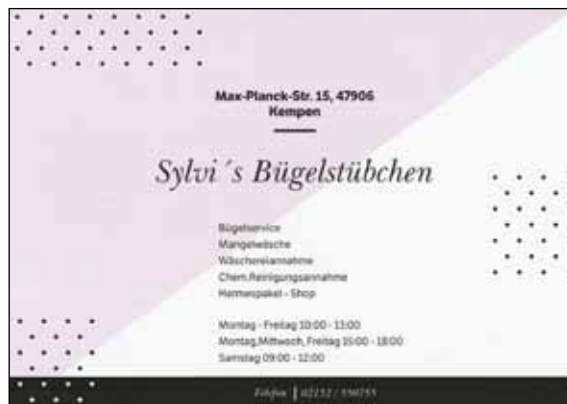 Max-Planck-Str. 15, 47906
Kempen
Sylvi´s Bügelstübchen
Bügelservice
Mangelwäsche
Wäschereiannahme
Chem.Reinigungsannahme
Hermespaket - Shop
Montag - Freitag 10:00 - 13:00
Montag,Mittwoch, Freitag 15:00 - 18:00
Samstag 09:00 - 12:00
Telefon | 02152 /